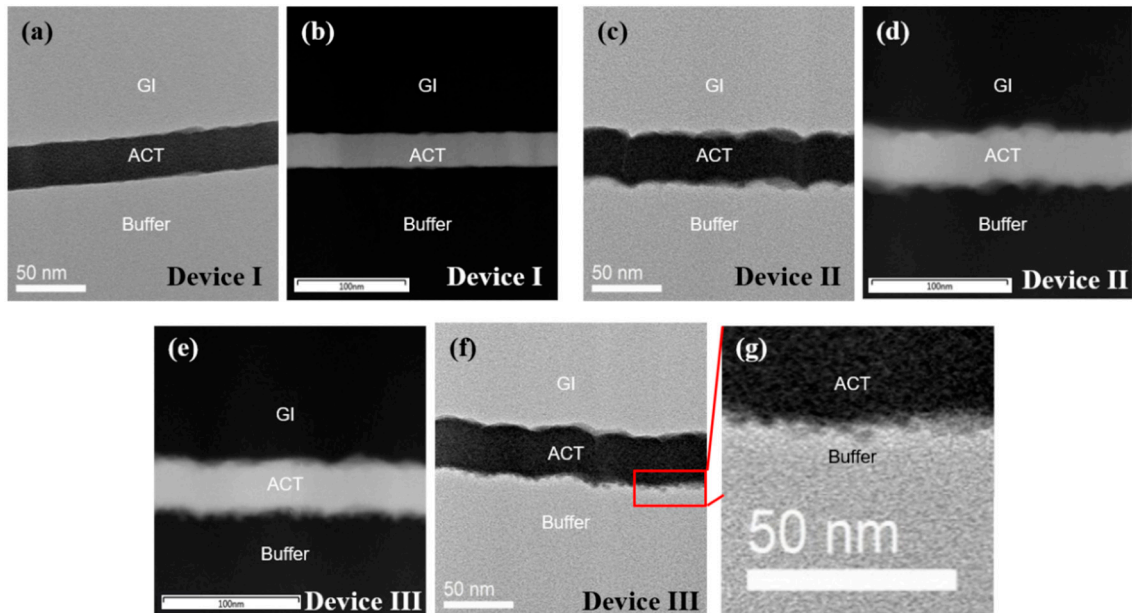 (a)
GI
ACT
Buffer
50 nm
Device I
(b)
GI
ACT
Buffer
100nm
Device I
(c)
GI
ACT
Buffer
50 nm
Device II
(d)
GI
ACT
Buffer
100nm
Device II
(e)
GI
ACT
Buffer
100nm
Device III
(f)
GI
ACT
Buffer
50 nm
Device III
(g)
ACT
Buffer
50 nm